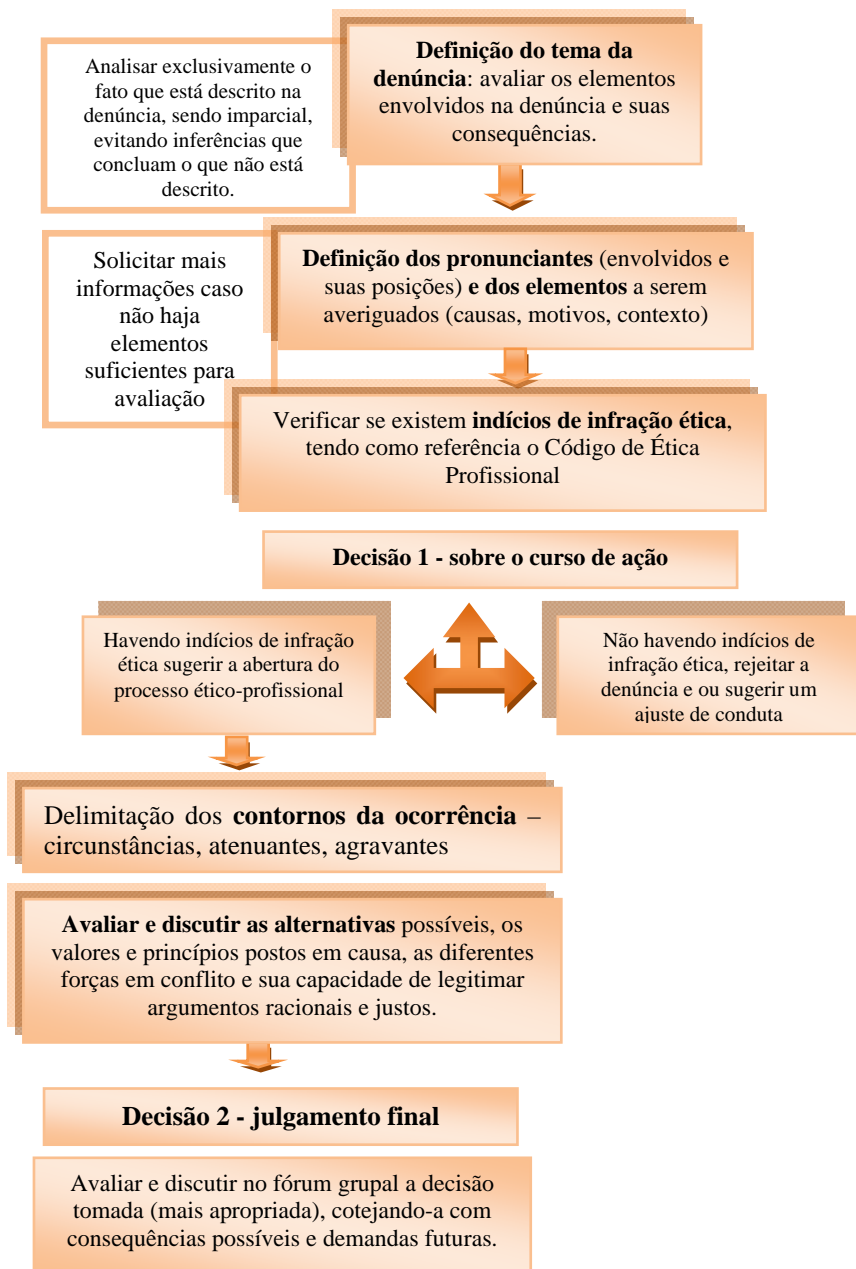 Definição do tema da
denúncia: avaliar os elementos
envolvidos na denúncia e suas
consequências.
Analisar exclusivamente o
fato que está descrito na
denúncia, sendo imparcial,
evitando inferências que
concluam o que não está
descrito.
Definição dos pronunciantes (envolvidos e
suas posições) e dos elementos a serem
averiguados (causas, motivos, contexto)
Solicitar mais
informações caso
não haja
elementos
suficientes para
avaliação
Verificar se existem indícios de infração ética,
tendo como referência o Código de Ética
Profissional
Decisão 1 - sobre o curso de ação
Havendo indícios de infração
ética sugerir a abertura do
processo ético-profissional
Não havendo indícios de
infração ética, rejeitar a
denúncia e ou sugerir um
ajuste de conduta
Delimitação dos contornos da ocorrência –
circunstâncias, atenuantes, agravantes
Avaliar e discutir as alternativas possíveis, os
valores e princípios postos em causa, as diferentes
forças em conflito e sua capacidade de legitimar
argumentos racionais e justos.
Decisão 2 - julgamento final
Avaliar e discutir no fórum grupal a decisão
tomada (mais apropriada), cotejando-a com
consequências possíveis e demandas futuras.